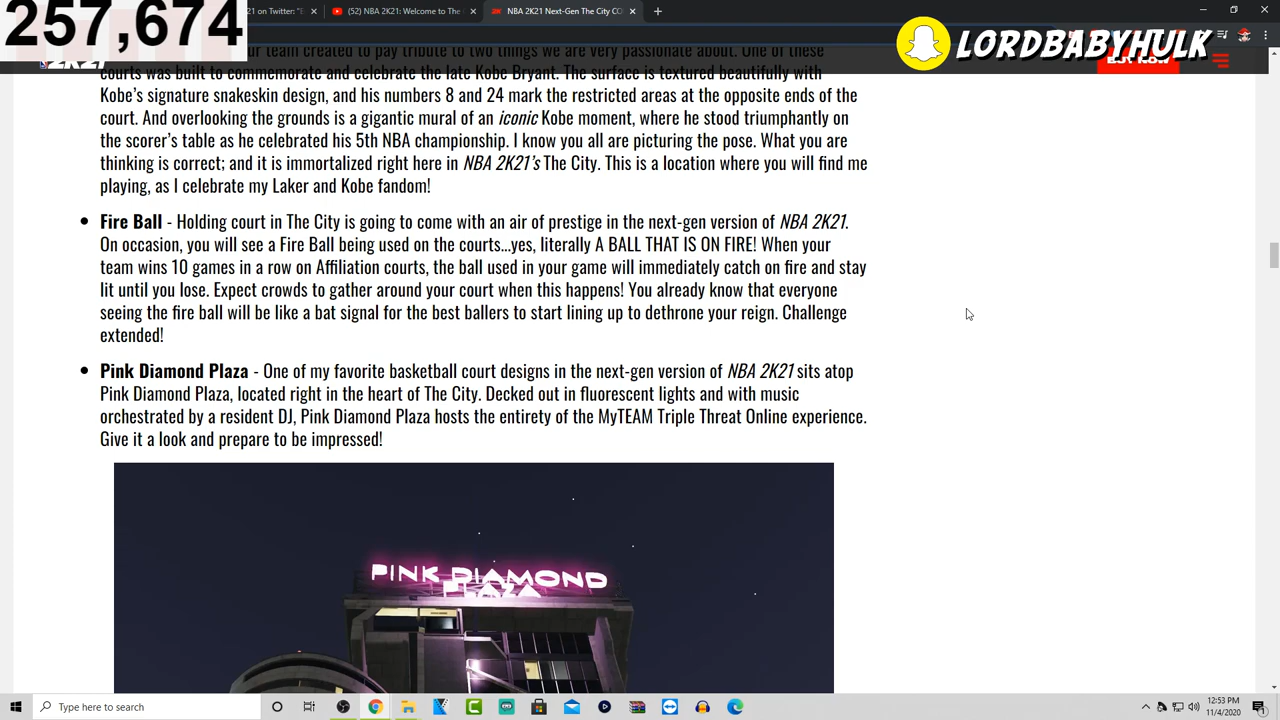 257,674
21 on Twitter: "E
(52) NBA 2K21: Welcome to The
NBA 2K21 Next-Gen The City CO
LORDBABYHULK
BUY NOW
courts was built to commemorate and celebrate the late Kobe Bryant. The surface is textured beautifully with
Kobe's signature snakeskin design, and his numbers 8 and 24 mark the restricted areas at the opposite ends of the
court. And overlooking the grounds is a gigantic mural of an iconic Kobe moment, where he stood triumphantly on
the scorer's table as he celebrated his 5th NBA championship. I know you all are picturing the pose. What you are
thinking is correct; and it is immortalized right here in NBA 2K21's The City. This is a location where you will find me
playing, as I celebrate my Laker and Kobe fandom!
Fire Ball - Holding court in The City is going to come with an air of prestige in the next-gen version of NBA 2K21.
On occasion, you will see a Fire Ball being used on the courts...yes, literally A BALL THAT IS ON FIRE! When your
team wins 10 games in a row on Affiliation courts, the ball used in your game will immediately catch on fire and stay
lit until you lose. Expect crowds to gather around your court when this happens! You already know that everyone
seeing the fire ball will be like a bat signal for the best ballers to start lining up to dethrone your reign. Challenge
extended!
Pink Diamond Plaza - One of my favorite basketball court designs in the next-gen version of NBA 2K21 sits atop
Pink Diamond Plaza, located right in the heart of The City. Decked out in fluorescent lights and with music
orchestrated by a resident DJ, Pink Diamond Plaza hosts the entirety of the MyTEAM Triple Threat Online experience.
Give it a look and prepare to be impressed!
PINK DIAMOND
PLAZA
Type here to search
12:53 PM
11/4/2020